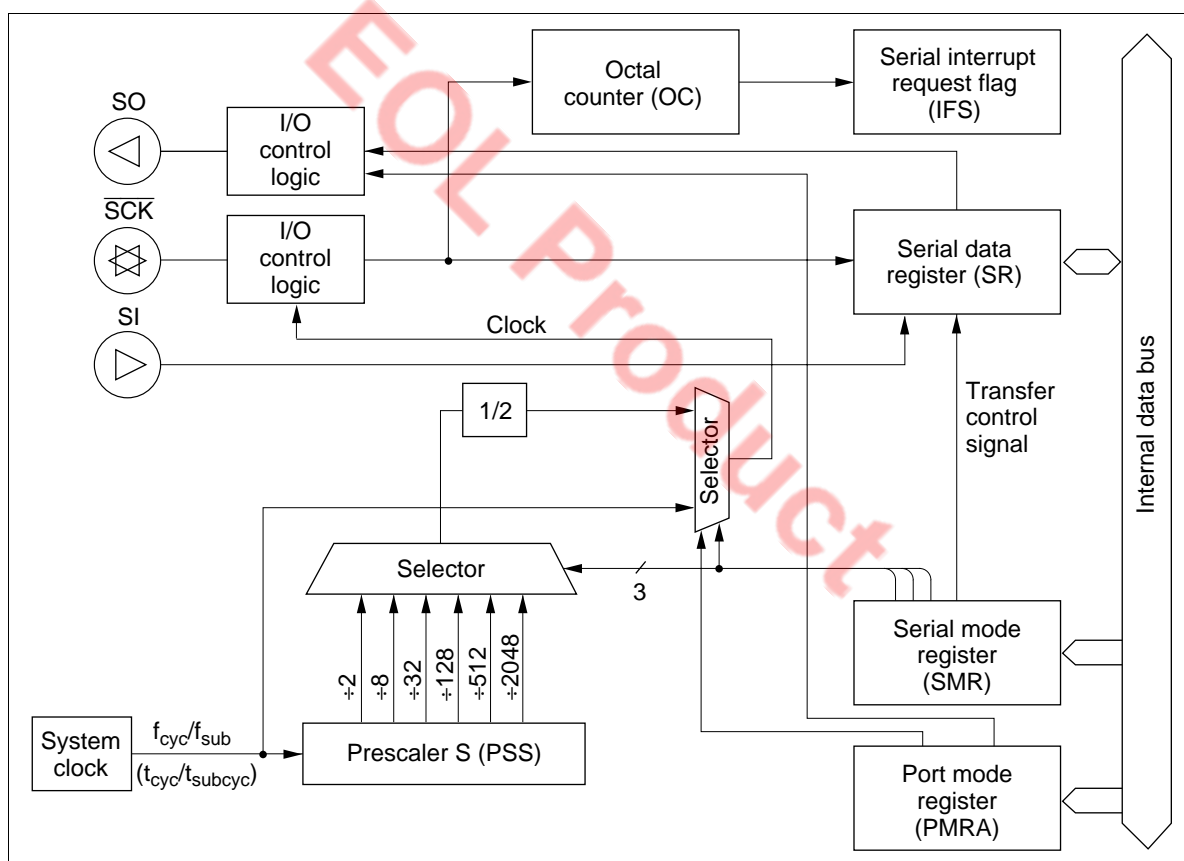 Octal
counter (OC)
Serial interrupt
request flag
(IFS)
SO
I/O
control
logic
SCK
I/O
control
logic
Serial data
register (SR)
SI
Clock
1/2
Selector
Transfer
control
signal
Internal data bus
Selector
3
÷2
÷8
÷32
÷128
÷512
÷2048
Serial mode
register
(SMR)
System
clock
fcyc/fsub
(tcyc/tsubcyc)
Prescaler S (PSS)
Port mode
register
(PMRA)
EOL Product